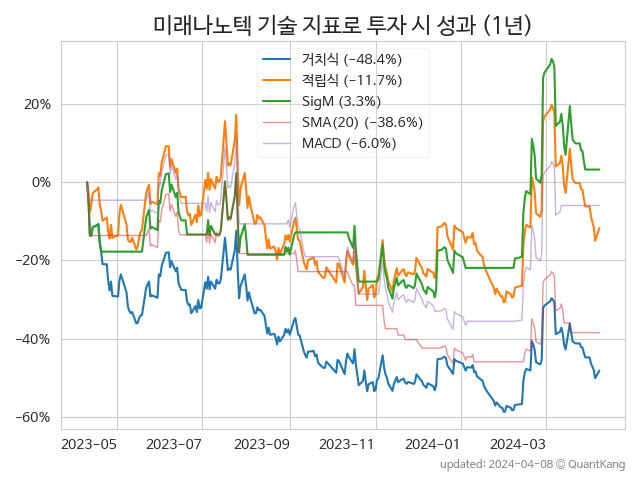 미래나노텍 기술 지표로 투자 시 성과 (1년)
거치식 (−48.4%)
적립식 (−11.7%)
SigM (3.3%)
SMA(20) (−38.6%)
MACD (−6.0%)
20%
0%
−20%
−40%
−60%
2023-05 2023-07 2023-09 2023-11 2024-01 2024-03
updated: 2024-04-08 © QuantKang